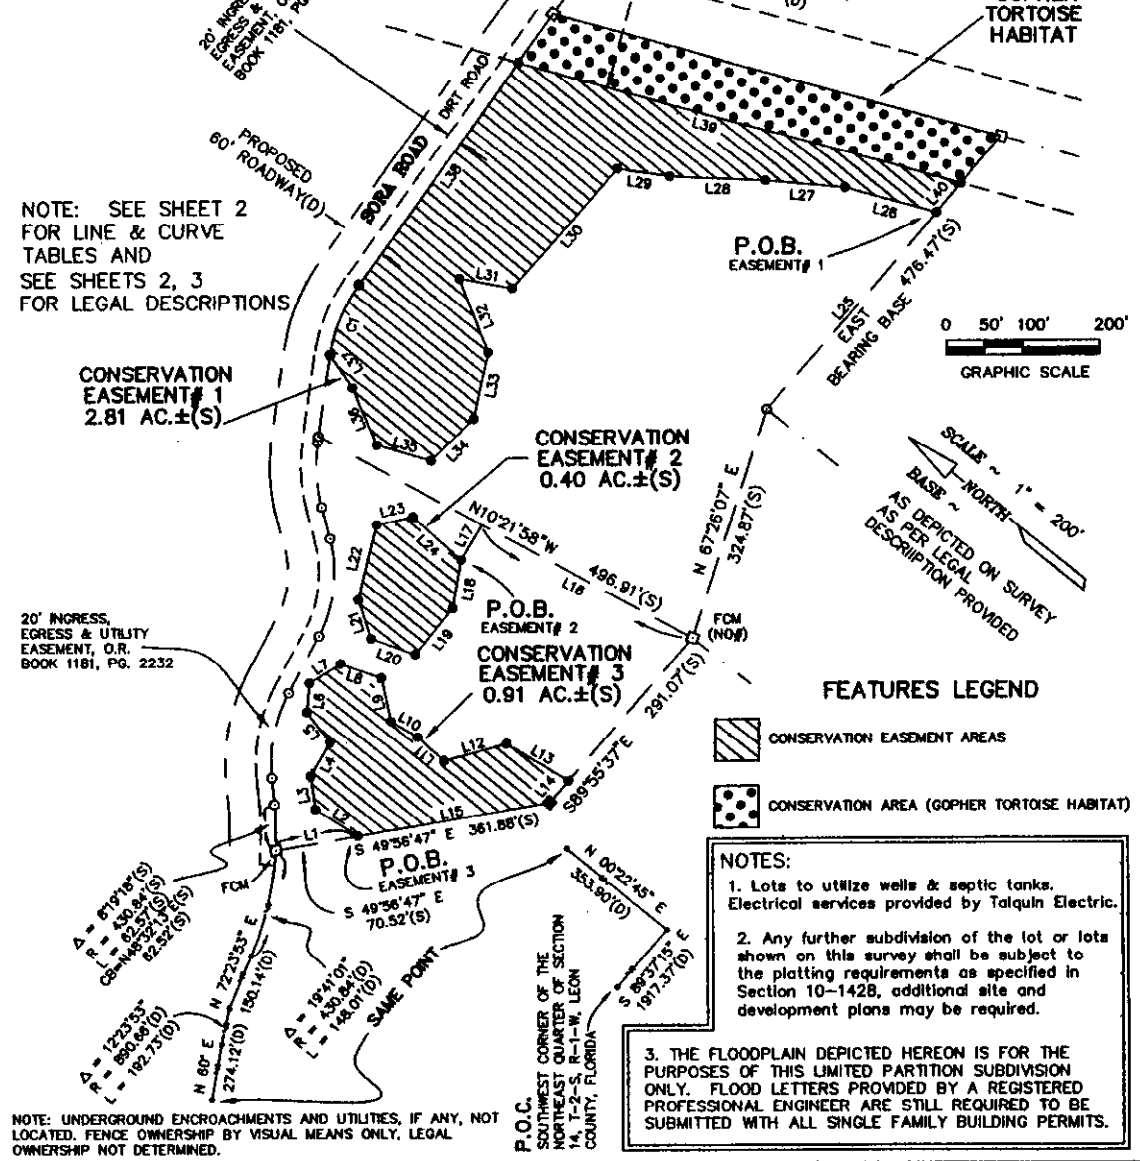 20' INGRESS,
EGRESS &
EASEMENT, O.
BOOK 1181, PG.
TORTOISE
HABITAT
DIRT ROAD
SORA ROAD
PROPOSED
60' ROADWAY(D)
L38
L39
L40
L29
L28
L27
L26
L30
L31
L32
L33
L34
L35
L36
L37
C1
NOTE: SEE SHEET 2
FOR LINE & CURVE
TABLES AND
SEE SHEETS 2, 3
FOR LEGAL DESCRIPTIONS
P.O.B.
EASEMENT# 1
L25
EAST 476.47'(S)
BEARING BASE
0 50' 100' 200'
GRAPHIC SCALE
CONSERVATION
EASEMENT# 1
2.81 AC.±(S)
CONSERVATION
EASEMENT# 2
0.40 AC.±(S)
SCALE ~ 1" = 200'
BASE ~ NORTH
AS DEPICTED ON SURVEY
AS PER LEGAL
DESCRIIPTION PROVIDED
N 67°26'07" E
324.87'(S)
N10°21'58"W
L16
496.91'(S)
L23
L24
L17
L22
L18
L21
L19
L20
P.O.B.
EASEMENT# 2
FCM
(NO#)
20' INGRESS,
EGRESS & UTILITY
EASEMENT, O.R.
BOOK 1181, PG. 2232
CONSERVATION
EASEMENT# 3
0.91 AC.±(S)
291.07'(S)
S89°55'37"E
L7
L8
L9
L6
L5
L10
L11
L12
L13
L14
L4
L3
L2
L15
L1
S 49°56'47" E 361.88'(S)
P.O.B.
EASEMENT# 3
S 49°56'47" E
70.52'(S)
FCM
FEATURES LEGEND
CONSERVATION EASEMENT AREAS
CONSERVATION AREA (GOPHER TORTOISE HABITAT)
Δ = 8°19'18"(S)
R = 430.84'(S)
L = 62.57'(S)
CB=N48°32'13"E(S)
62.52'(S)
N 72°23'53" E
150.14'(D)
Δ = 19°41'01"
R = 430.84'(D)
L = 148.01'(D)
Δ = 12°23'53"
R = 890.66'(D)
L = 192.73'(D)
N 60° E
274.12'(D)
SAME POINT
N 00°22'45" E
353.90'(D)
S 89°37'15" E
1917.37'(D)
P.O.C.
SOUTHWEST CORNER OF THE
NORTHEAST QUARTER OF SECTION
14, T-2-S, R-1-W, LEON
COUNTY, FLORIDA
NOTES:
1. Lots to utilize wells & septic tanks.
Electrical services provided by Talquin Electric.
2. Any further subdivision of the lot or lots
shown on this survey shall be subject to
the platting requirements as specified in
Section 10-1428, additional site and
development plans may be required.
3. THE FLOODPLAIN DEPICTED HEREON IS FOR THE
PURPOSES OF THIS LIMITED PARTITION SUBDIVISION
ONLY. FLOOD LETTERS PROVIDED BY A REGISTERED
PROFESSIONAL ENGINEER ARE STILL REQUIRED TO BE
SUBMITTED WITH ALL SINGLE FAMILY BUILDING PERMITS.
NOTE: UNDERGROUND ENCROACHMENTS AND UTILITIES, IF ANY, NOT
LOCATED. FENCE OWNERSHIP BY VISUAL MEANS ONLY, LEGAL
OWNERSHIP NOT DETERMINED.